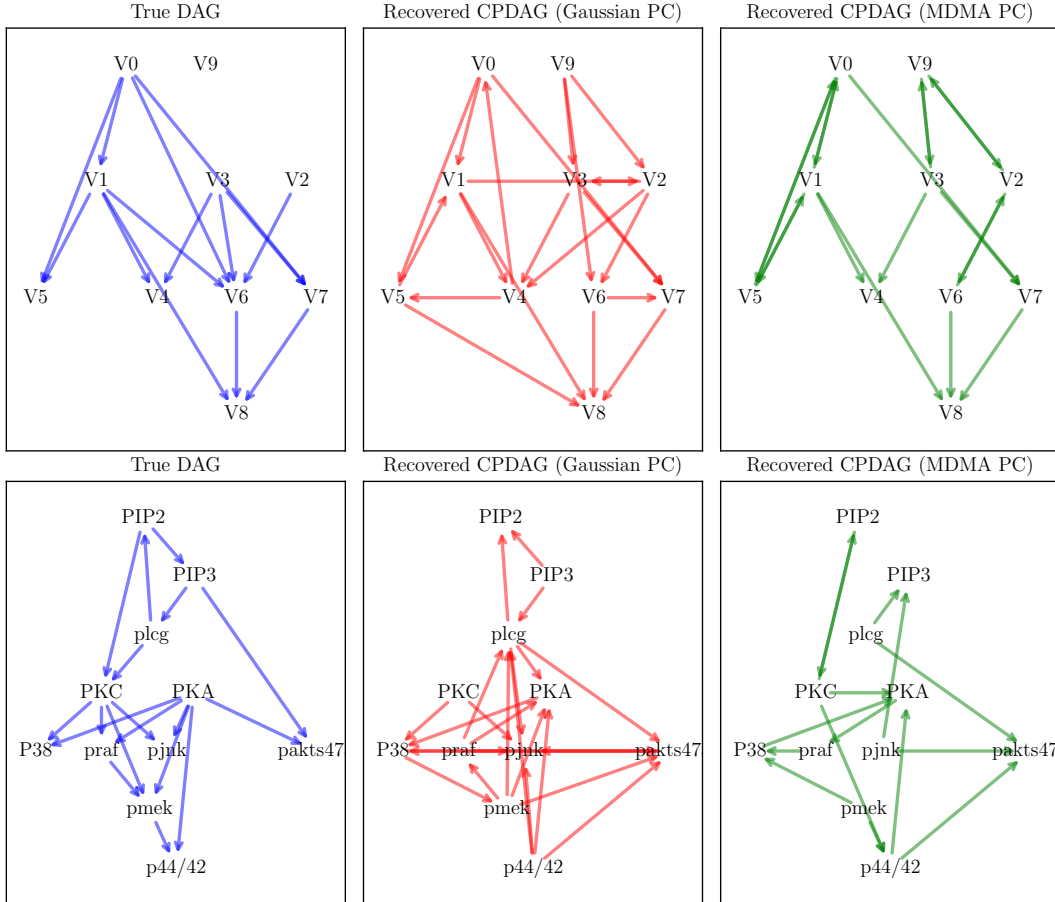 True DAG Recovered CPDAG (Gaussian PC) Recovered CPDAG (MDMA PC)
V0 V9 V0 V9 V0 V9
V1 V3 V2 V1 V3 V2 V1 V3 V2
V5 V4 V6 V7 V5 V4 V6 V7 V5 V4 V6 V7
V8 V8 V8
True DAG Recovered CPDAG (Gaussian PC) Recovered CPDAG (MDMA PC)
PIP2 PIP2 PIP2
PIP3 PIP3 PIP3
plcg plcg plcg
PKC PKA PKC PKA PKC PKA
P38 praf pjnk pakts47 P38 praf pjnk pakts47 P38 praf pjnk pakts47
pmek pmek pmek
p44/42 p44/42 p44/42